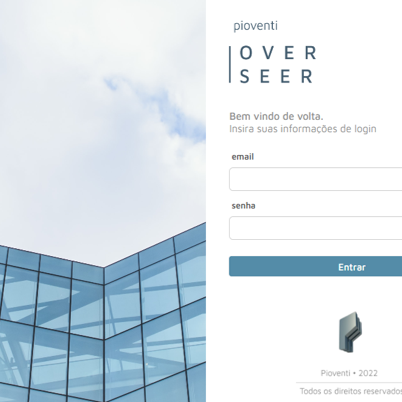 pioventi
OVER
SEER
Bem vindo de volta.
Insira suas informações de login
email
senha
Entrar
Pioventi • 2022
Todos os direitos reservados